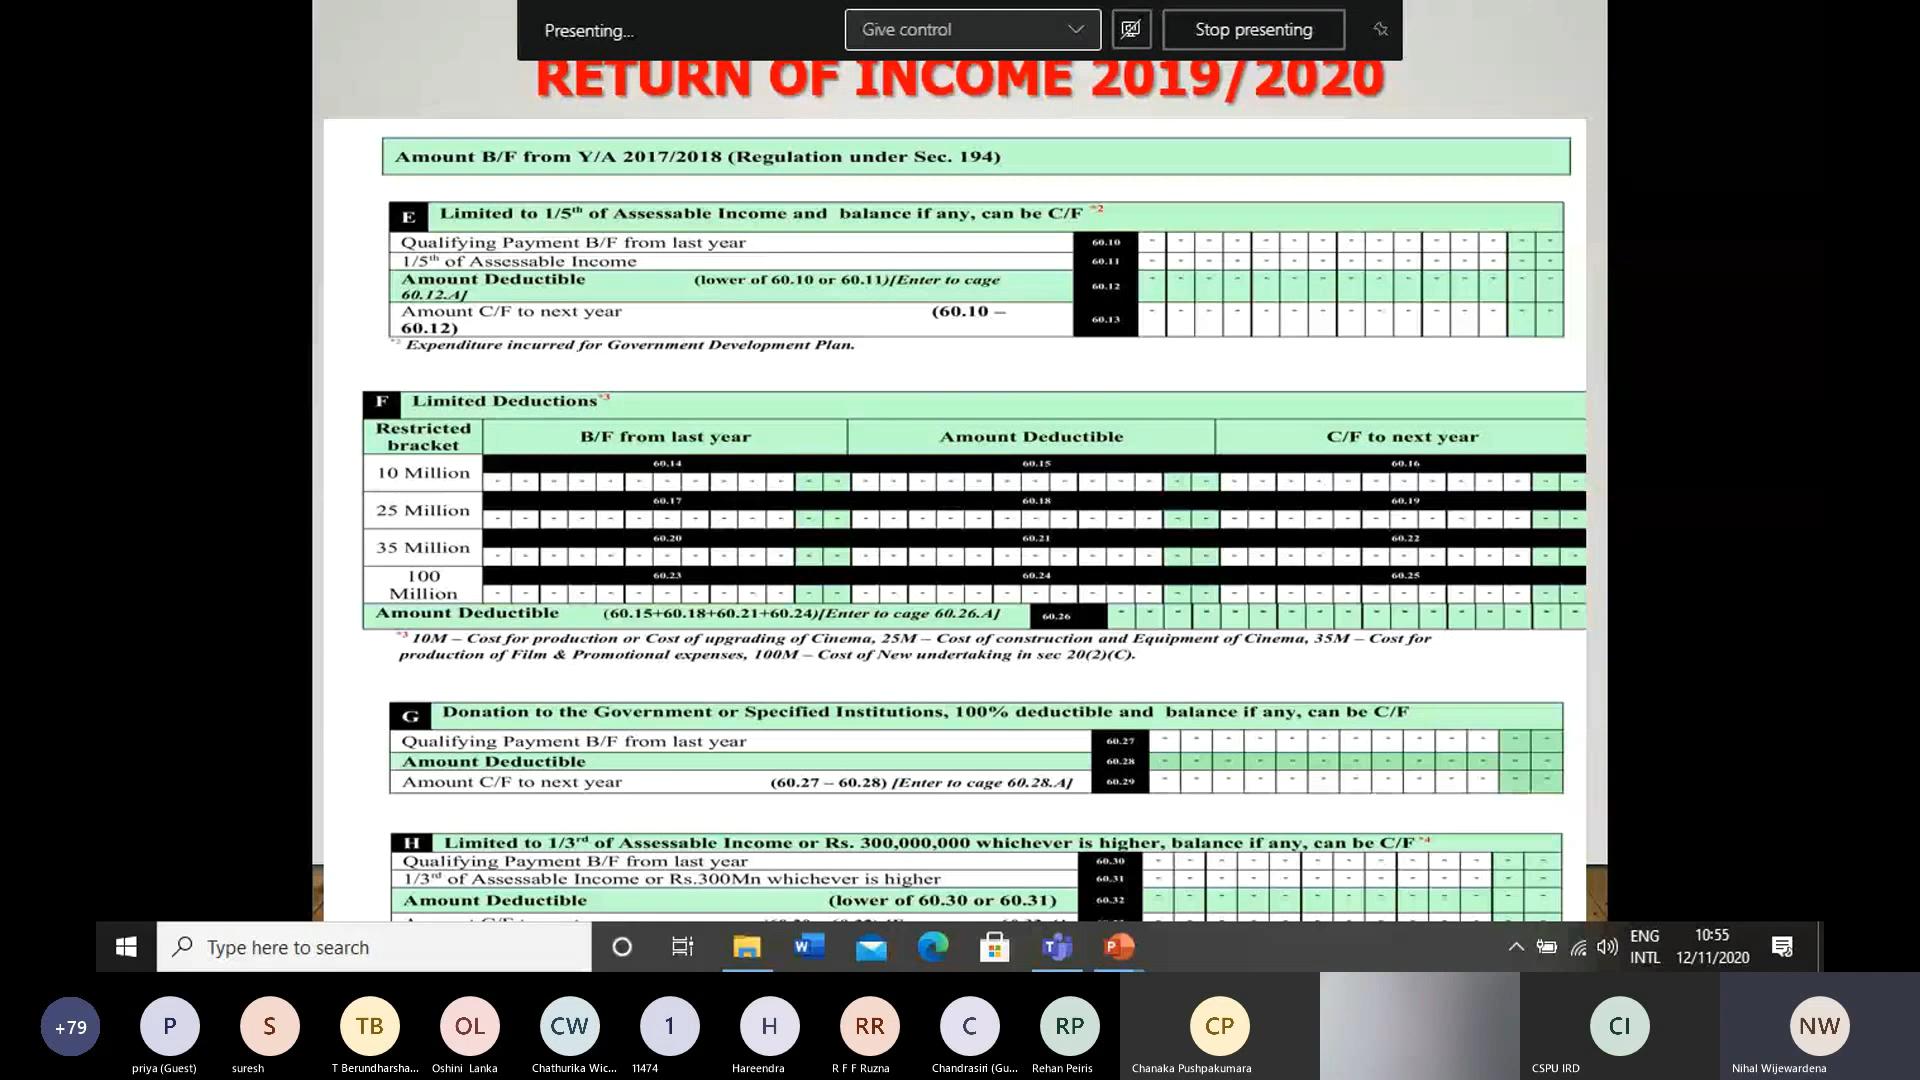 Presenting...
Give control
Stop presenting
RETURN OF INCOME 2019/2020
Amount B/F from Y/A 2017/2018 (Regulation under Sec. 194)
E Limited to 1/5th of Assessable Income and balance if any, can be C/F *2
Qualifying Payment B/F from last year 60.10
1/5th of Assessable Income 60.11
Amount Deductible (lower of 60.10 or 60.11)[Enter to cage
60.12.A] 60.12
Amount C/F to next year (60.10 –
60.12) 60.13
*2 Expenditure incurred for Government Development Plan.
F Limited Deductions*3
Restricted bracket B/F from last year Amount Deductible C/F to next year
10 Million 60.14 60.15 60.16
25 Million 60.17 60.18 60.19
35 Million 60.20 60.21 60.22
100 Million 60.23 60.24 60.25
Amount Deductible (60.15+60.18+60.21+60.24)[Enter to cage 60.26.A] 60.26
*3 10M – Cost for production or Cost of upgrading of Cinema, 25M – Cost of construction and Equipment of Cinema, 35M – Cost for
production of Film & Promotional expenses, 100M – Cost of New undertaking in sec 20(2)(C).
G Donation to the Government or Specified Institutions, 100% deductible and balance if any, can be C/F
Qualifying Payment B/F from last year 60.27
Amount Deductible 60.28
Amount C/F to next year (60.27 – 60.28) [Enter to cage 60.28.A] 60.29
H Limited to 1/3rd of Assessable Income or Rs. 300,000,000 whichever is higher, balance if any, can be C/F *4
Qualifying Payment B/F from last year 60.30
1/3rd of Assessable Income or Rs.300Mn whichever is higher 60.31
Amount Deductible (lower of 60.30 or 60.31) 60.32
Type here to search
ENG
INTL
10:55
12/11/2020
+79 P S TB OL CW 1 H RR C RP CP CI NW
priya (Guest) suresh T Berundharsha... Oshini Lanka Chathurika Wic... 11474 Hareendra R F F Ruzna Chandrasiri (Gu... Rehan Peiris Chanaka Pushpakumara CSPU IRD Nihal Wijewardena